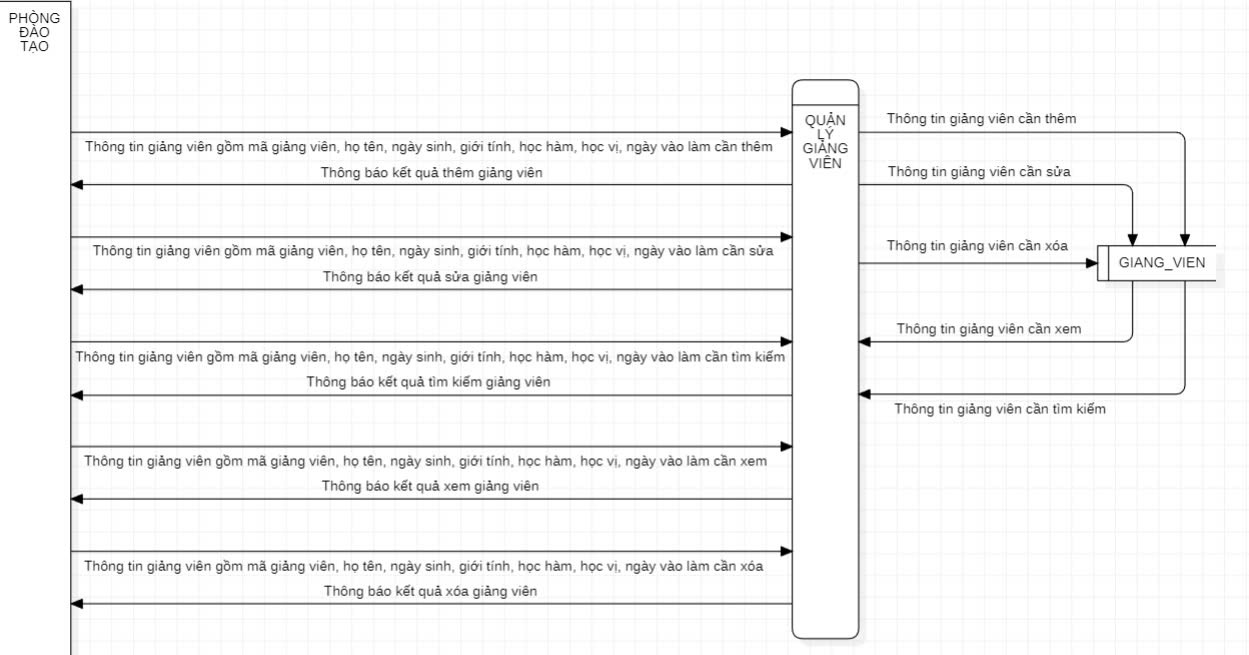 PHÒNG
ĐÀO
TẠO
QUẢN
LÝ
GIẢNG
VIÊN
Thông tin giảng viên gồm mã giảng viên, họ tên, ngày sinh, giới tính, học hàm, học vị, ngày vào làm cần thêm
Thông báo kết quả thêm giảng viên
Thông tin giảng viên gồm mã giảng viên, họ tên, ngày sinh, giới tính, học hàm, học vị, ngày vào làm cần sửa
Thông báo kết quả sửa giảng viên
Thông tin giảng viên gồm mã giảng viên, họ tên, ngày sinh, giới tính, học hàm, học vị, ngày vào làm cần tìm kiếm
Thông báo kết quả tìm kiếm giảng viên
Thông tin giảng viên gồm mã giảng viên, họ tên, ngày sinh, giới tính, học hàm, học vị, ngày vào làm cần xem
Thông báo kết quả xem giảng viên
Thông tin giảng viên gồm mã giảng viên, họ tên, ngày sinh, giới tính, học hàm, học vị, ngày vào làm cần xóa
Thông báo kết quả xóa giảng viên
Thông tin giảng viên cần thêm
Thông tin giảng viên cần sửa
Thông tin giảng viên cần xóa
GIANG_VIEN
Thông tin giảng viên cần xem
Thông tin giảng viên cần tìm kiếm